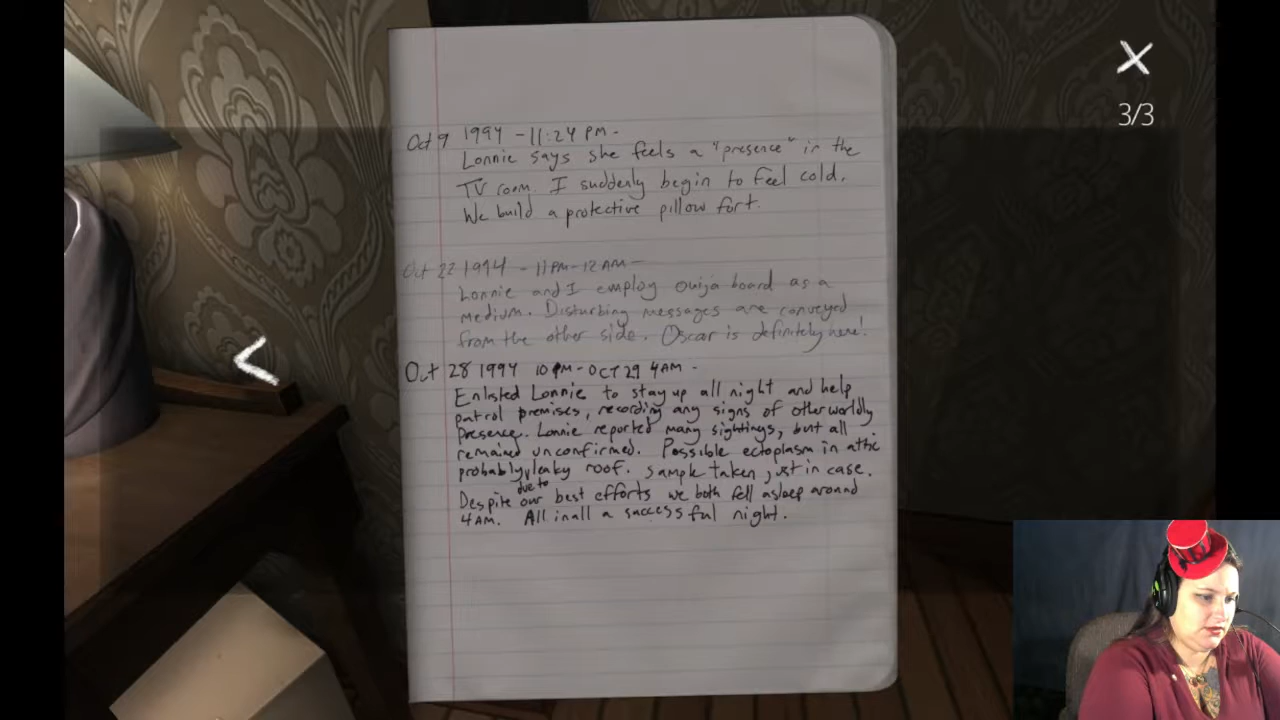 3/3
Oct 9 1994 - 11:24 PM -
Lonnie says she feels a "presence" in the
TV room. I suddenly begin to feel cold.
We build a protective pillow fort.
Oct 22 1994 - 11PM - 12AM -
Lonnie and I employ ouija board as a
medium. Disturbing messages are conveyed
from the other side. Oscar is definitely here!
Oct 28 1994 10PM - OCT 29 4AM -
Enlisted Lonnie to stay up all night and help
patrol premises, recording any signs of otherworldly
presence. Lonnie reported many sightings, but all
remained unconfirmed. Possible ectoplasm in attic
probably due to leaky roof. Sample taken just in case.
Despite our best efforts we both fell asleep around
4AM. All in all a successful night.